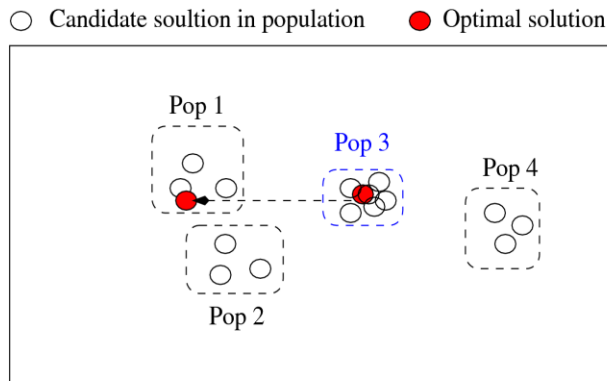 Candidate soultion in population
Optimal solution
Pop 1
Pop 3
Pop 4
Pop 2